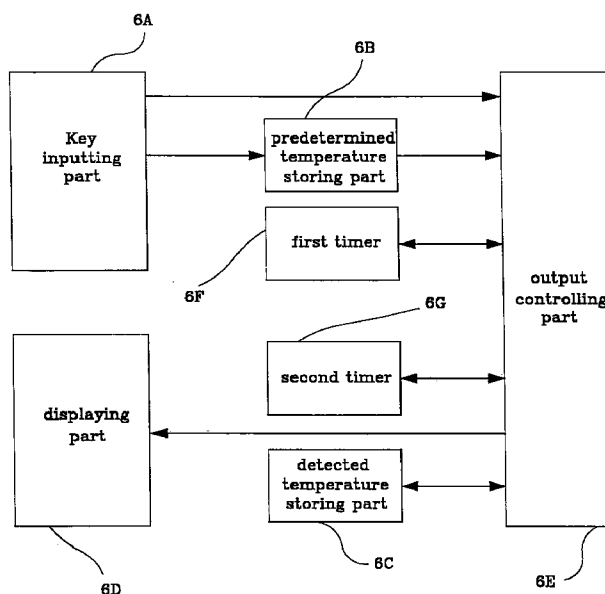 6A
6B
Key
inputting
part
predetermined
temperature
storing part
first timer
6F
output
controlling
part
6G
second timer
displaying
part
detected
temperature
storing part
6D
6C
6E